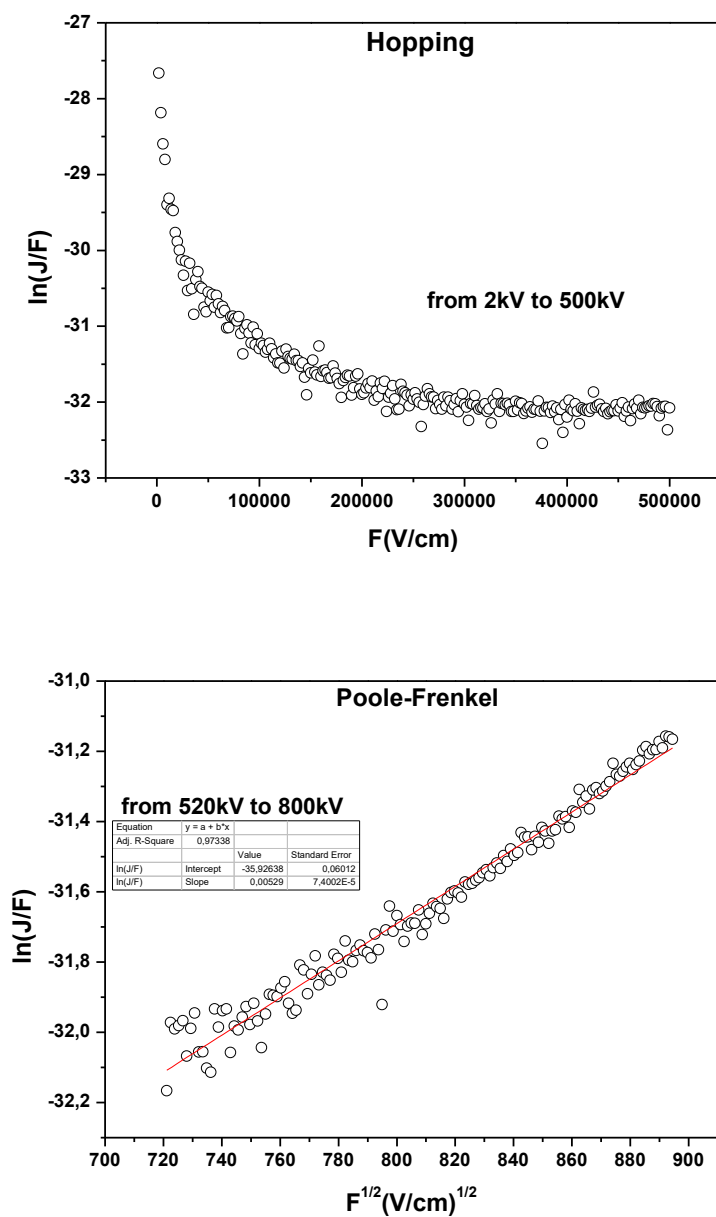 Hopping
-27
-28
-29
-30
-31
-32
-33
ln(J/F)
from 2kV to 500kV
0 100000 200000 300000 400000 500000
F(V/cm)
Poole-Frenkel
-31,0
-31,2
-31,4
-31,6
-31,8
-32,0
-32,2
ln(J/F)
from 520kV to 800kV
Equation y = a + b*x
Adj. R-Square 0,97338
Value Standard Error
ln(J/F) Intercept -35,92638 0,06012
ln(J/F) Slope 0,00529 7,4002E-5
700 720 740 760 780 800 820 840 860 880 900
F^1/2(V/cm)^1/2